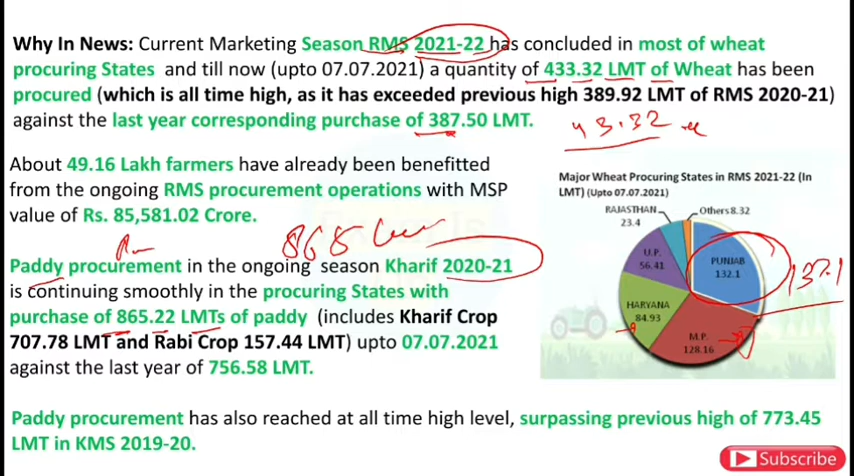 Why In News: Current Marketing Season RMS 2021-22 has concluded in most of wheat
procuring States and till now (upto 07.07.2021) a quantity of 433.32 LMT of Wheat has been
procured (which is all time high, as it has exceeded previous high 389.92 LMT of RMS 2020-21)
against the last year corresponding purchase of 387.50 LMT.
About 49.16 Lakh farmers have already been benefitted
from the ongoing RMS procurement operations with MSP
value of Rs. 85,581.02 Crore.
868
Paddy procurement in the ongoing season Kharif 2020-21
is continuing smoothly in the procuring States with
purchase of 865.22 LMTs of paddy (includes Kharif Crop
707.78 LMT and Rabi Crop 157.44 LMT) upto 07.07.2021
against the last year of 756.58 LMT.
Paddy procurement has also reached at all time high level, surpassing previous high of 773.45
LMT in KMS 2019-20.
43.32
Major Wheat Procuring States in RMS 2021-22 (In
LMT) (Upto 07.07.2021)
RAJASTHAN
23.4
Others 8.32
U.P.
56.41
PUNJAB
132.1
HARYANA
84.93
M.P.
128.16
132.1
Subscribe